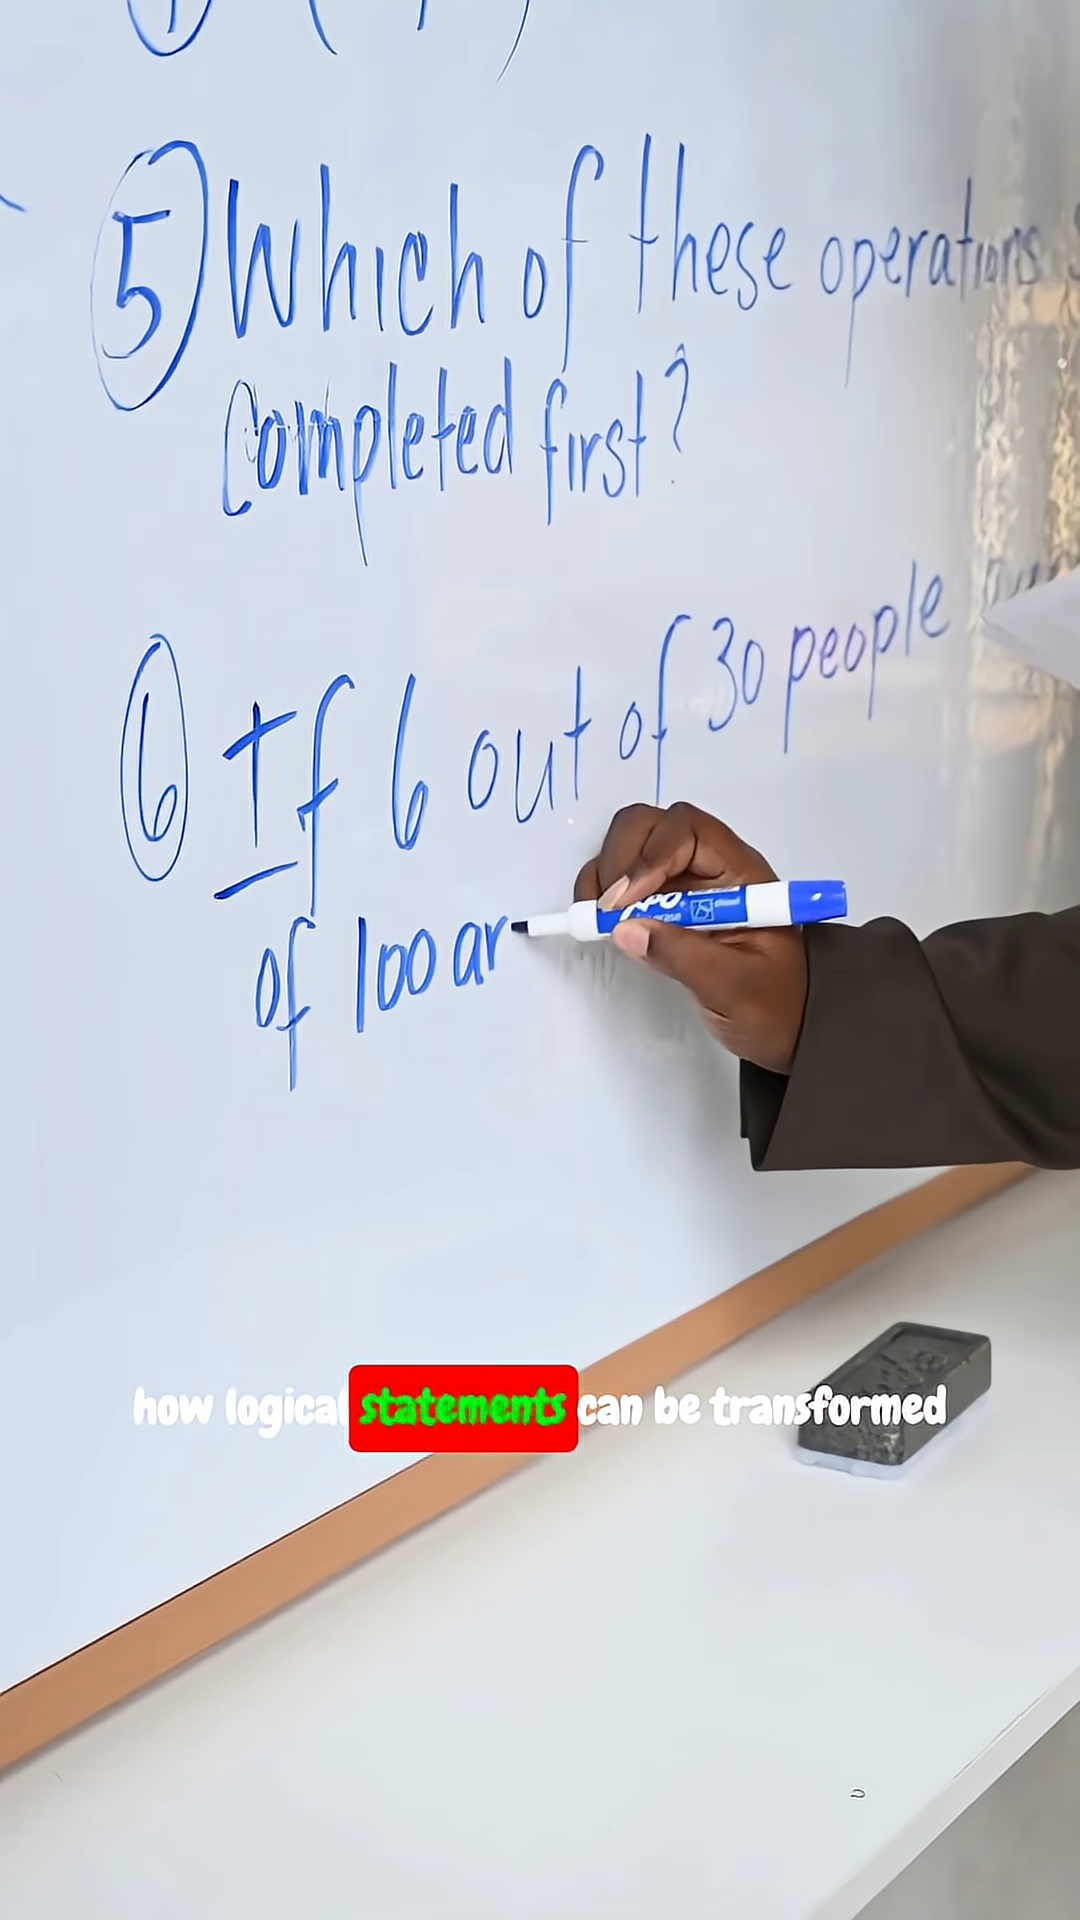 5 Which of these operations
completed first?
6 If 6 out of 30 people
of 100 ar
how logical statements can be transformed